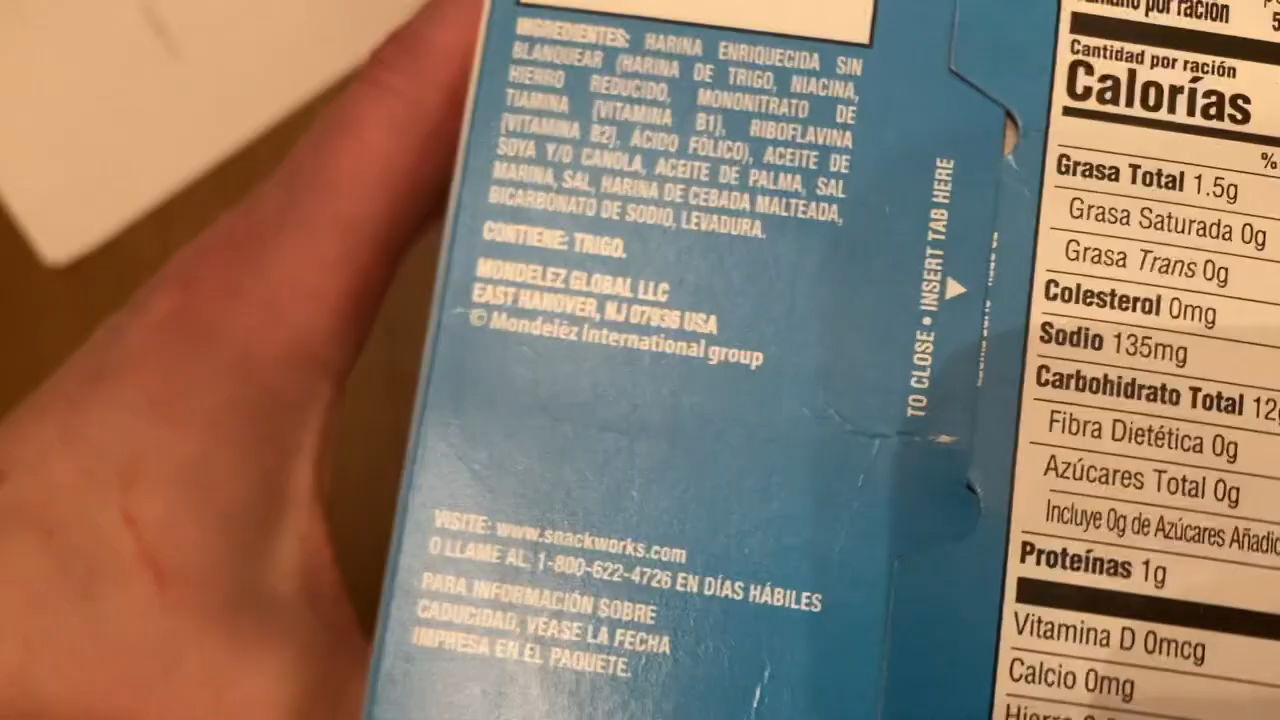 INGREDIENTES: HARINA ENRIQUECIDA SIN
BLANQUEAR (HARINA DE TRIGO, NIACINA,
HIERRO REDUCIDO, MONONITRATO DE
TIAMINA (VITAMINA B1), RIBOFLAVINA
(VITAMINA B2), ÁCIDO FÓLICO), ACEITE DE
SOYA Y/O CANOLA, ACEITE DE PALMA, SAL
MARINA, SAL, HARINA DE CEBADA MALTEADA,
BICARBONATO DE SODIO, LEVADURA.
CONTIENE: TRIGO.
MONDELEZ GLOBAL LLC
EAST HANOVER, NJ 07936 USA
© Mondelēz International group
VISITE: www.snackworks.com
O LLAME AL 1-800-622-4726 EN DÍAS HÁBILES
PARA INFORMACIÓN SOBRE
CADUCIDAD, VÉASE LA FECHA
IMPRESA EN EL PAQUETE.
TO CLOSE • INSERT TAB HERE
por ración
Cantidad por ración
Calorías
%
Grasa Total 1.5g
Grasa Saturada 0g
Grasa Trans 0g
Colesterol 0mg
Sodio 135mg
Carbohidrato Total 12g
Fibra Dietética 0g
Azúcares Total 0g
Incluye 0g de Azúcares Añadi
Proteínas 1g
Vitamina D 0mcg
Calcio 0mg
Hierro